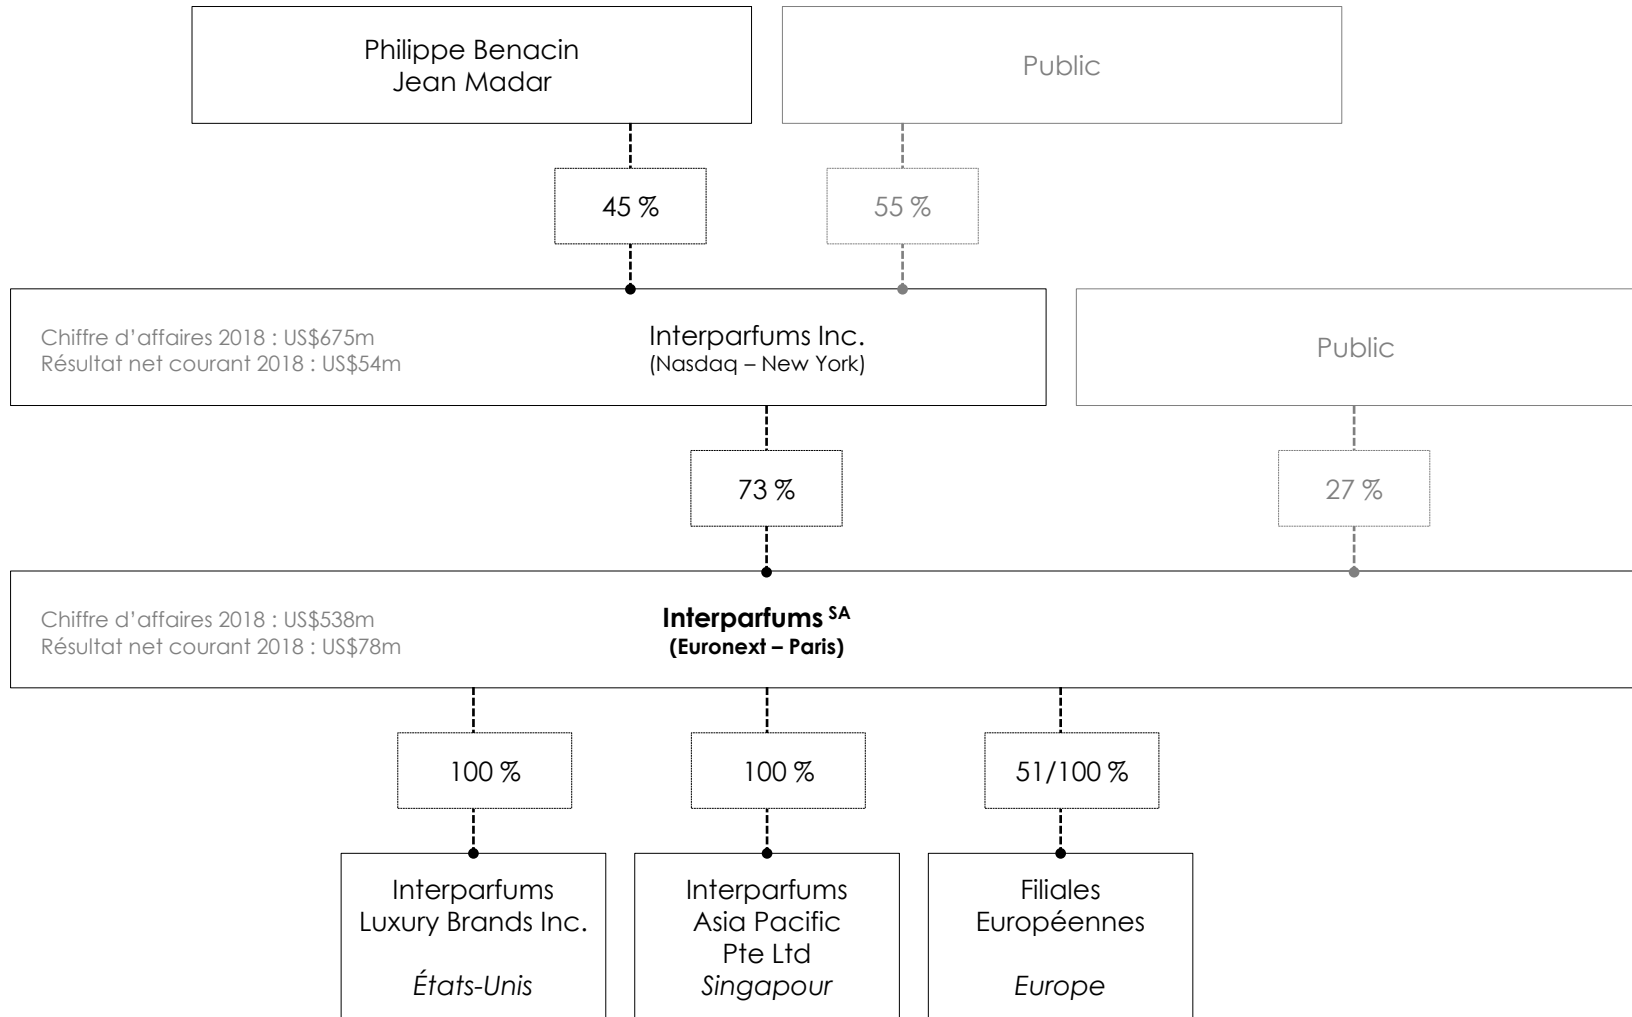 Philippe Benacin
Jean Madar
Public
45 %
55 %
Chiffre d’affaires 2018 : US$675m
Résultat net courant 2018 : US$54m
Interparfums Inc.
(Nasdaq – New York)
Public
73 %
27 %
Chiffre d’affaires 2018 : US$538m
Résultat net courant 2018 : US$78m
Interparfums SA
(Euronext – Paris)
100 %
100 %
51/100 %
Interparfums
Luxury Brands Inc.
États-Unis
Interparfums
Asia Pacific
Pte Ltd
Singapour
Filiales
Européennes
Europe